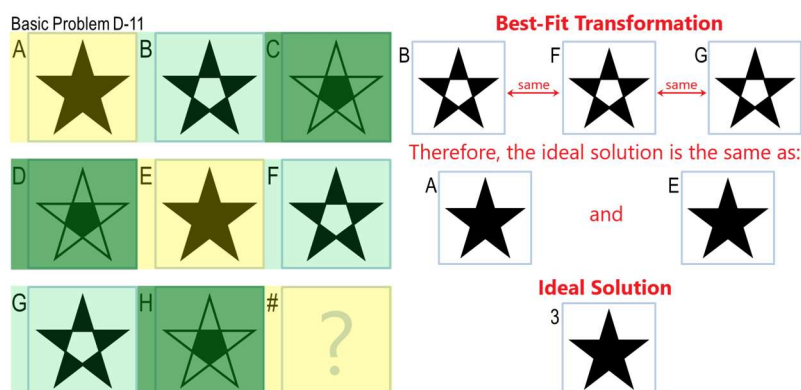 Basic Problem D-11
A B C
D E F
G H #
?
Best-Fit Transformation
B same F same G
Therefore, the ideal solution is the same as:
A and E
Ideal Solution
3